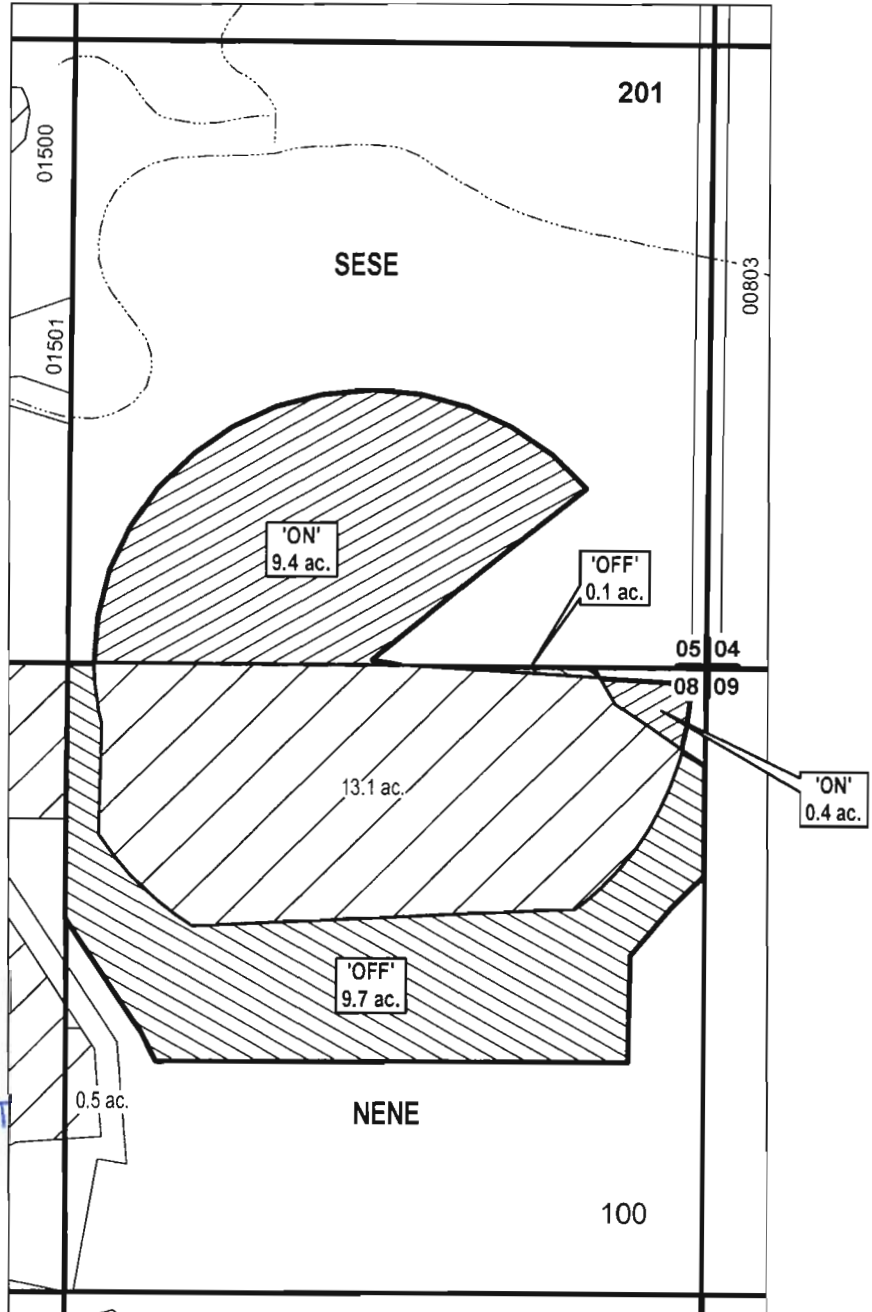 201
01500
SESE
00803
01501
'ON'
9.4 ac.
'OFF'
0.1 ac.
05 04
08 09
13.1 ac.
'ON'
0.4 ac.
'OFF'
9.7 ac.
0.5 ac.
NENE
100